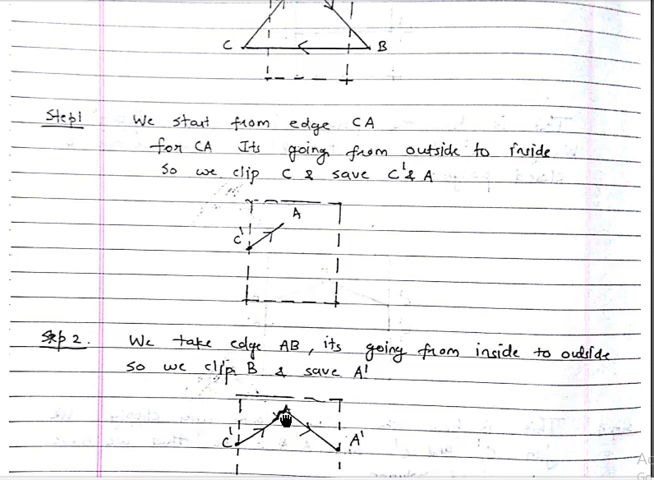 C B
Step1 We start from edge CA
for CA Its going from outside to inside
So we clip C & save C'& A
A
C'
Step 2. We take edge AB, its going from inside to outside
so we clip B & save A'
C' A'